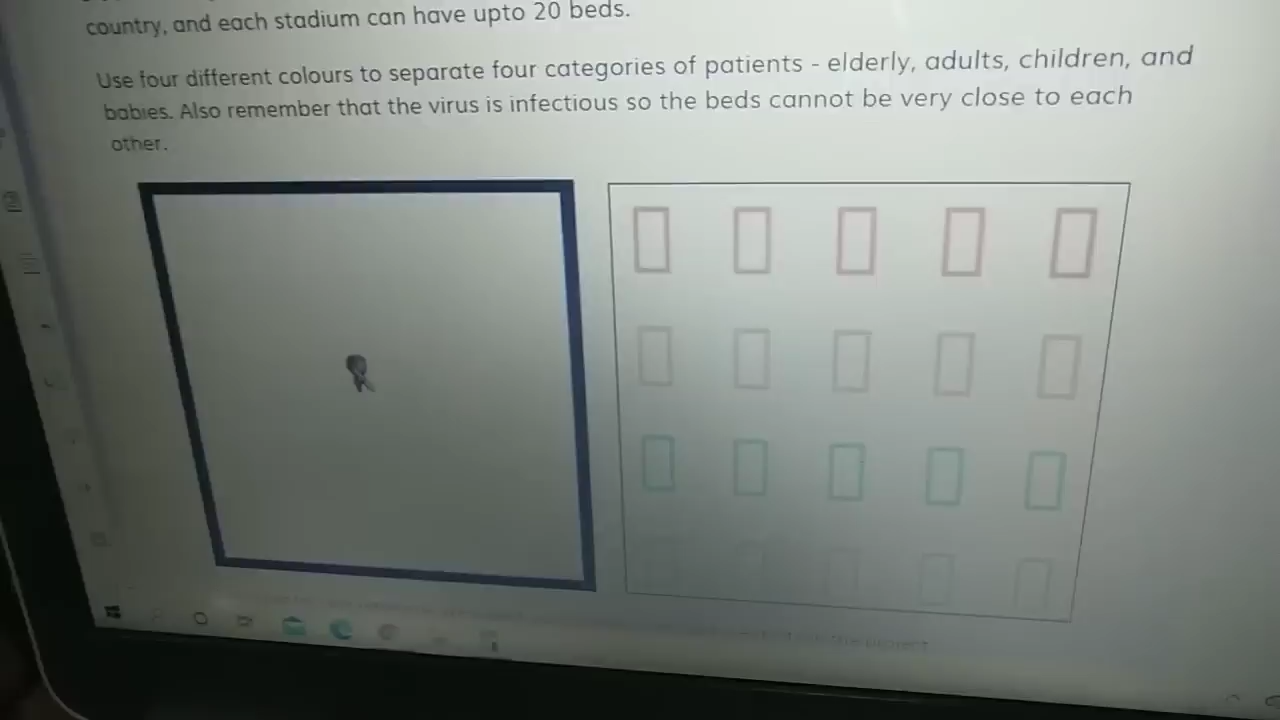 country, and each stadium can have upto 20 beds.
Use four different colours to separate four categories of patients - elderly, adults, children, and
babies. Also remember that the virus is infectious so the beds cannot be very close to each
other.